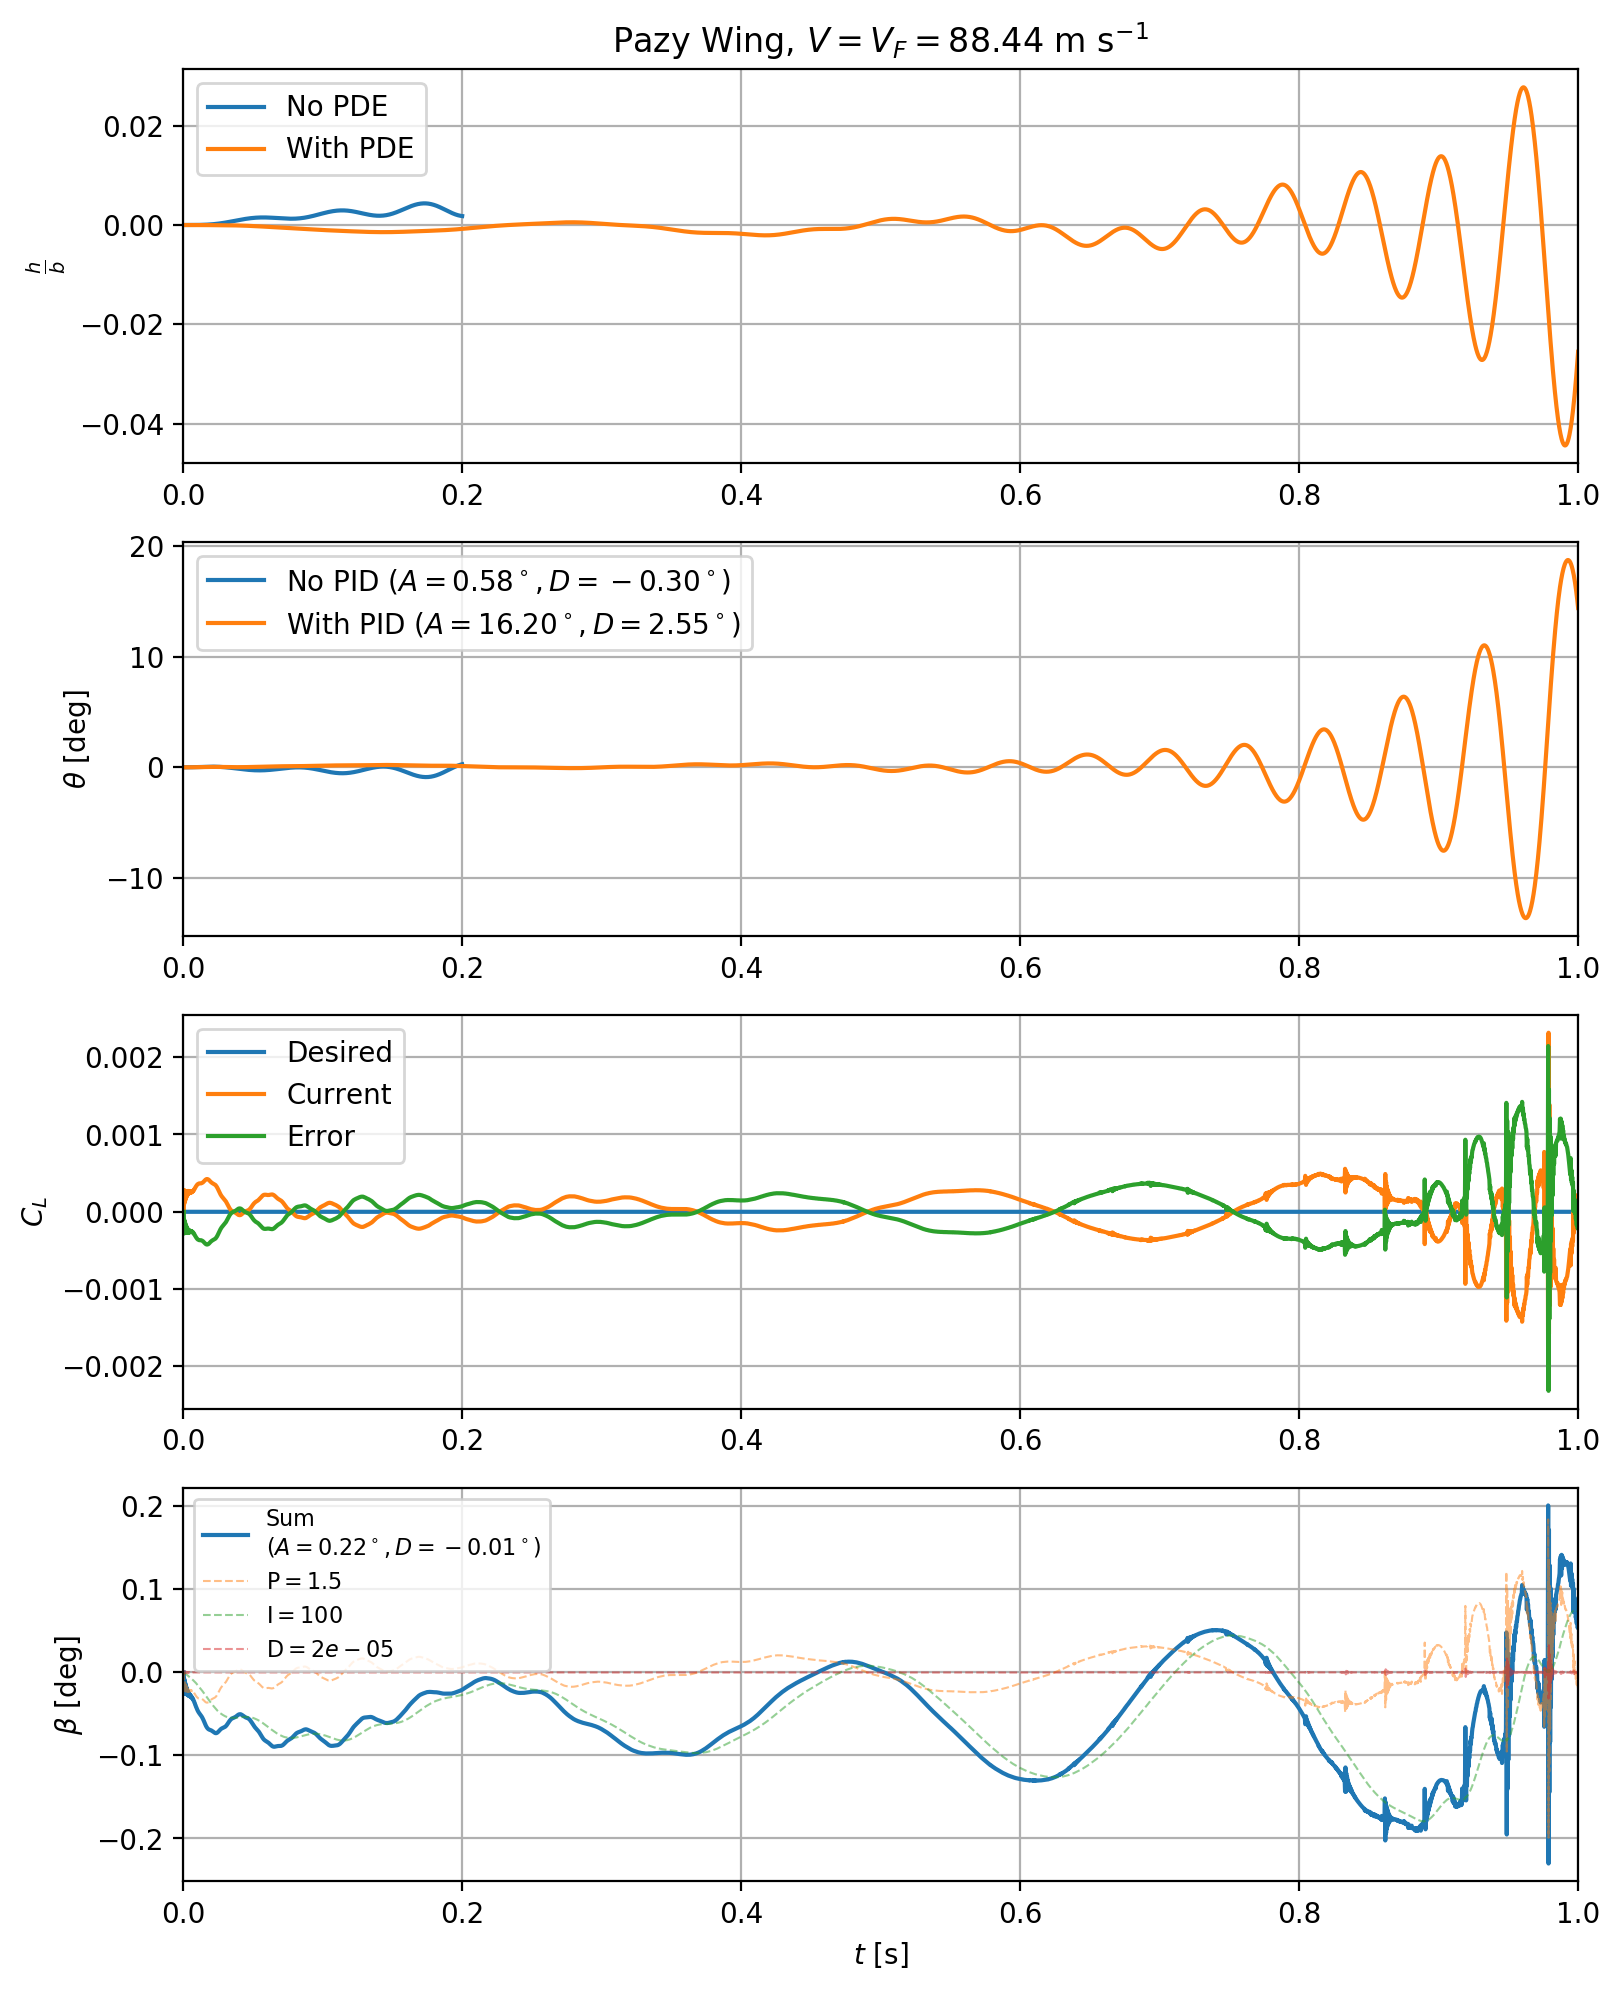 Pazy Wing, V = V_F = 88.44 m s⁻¹
No PDE
With PDE
0.02
0.00
−0.02
−0.04
h/b
0.0 0.2 0.4 0.6 0.8 1.0
No PID (A = 0.58°, D = −0.30°)
With PID (A = 16.20°, D = 2.55°)
20
10
0
−10
θ [deg]
0.0 0.2 0.4 0.6 0.8 1.0
Desired
Current
Error
0.002
0.001
0.000
−0.001
−0.002
C_L
0.0 0.2 0.4 0.6 0.8 1.0
Sum
(A = 0.22°, D = −0.01°)
P = 1.5
I = 100
D = 2e − 05
0.2
0.1
0.0
−0.1
−0.2
β [deg]
0.0 0.2 0.4 0.6 0.8 1.0
t [s]